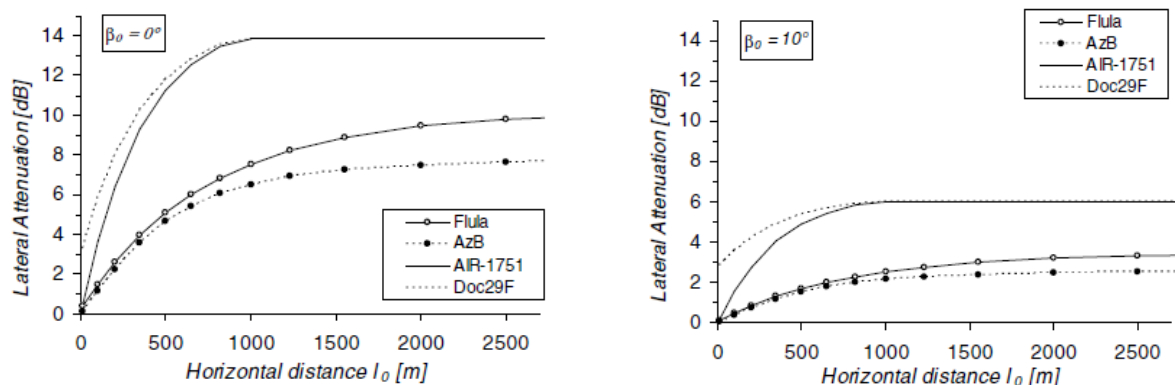 β₀ = 0°
Lateral Attenuation [dB]
14
12
10
8
6
4
2
0
Flula
AzB
AIR-1751
Doc29F
0 500 1000 1500 2000 2500
Horizontal distance l₀ [m]
β₀ = 10°
Flula
AzB
AIR-1751
Doc29F
Lateral Attenuation [dB]
14
12
10
8
6
4
2
0
0 500 1000 1500 2000 2500
Horizontal distance l₀ [m]